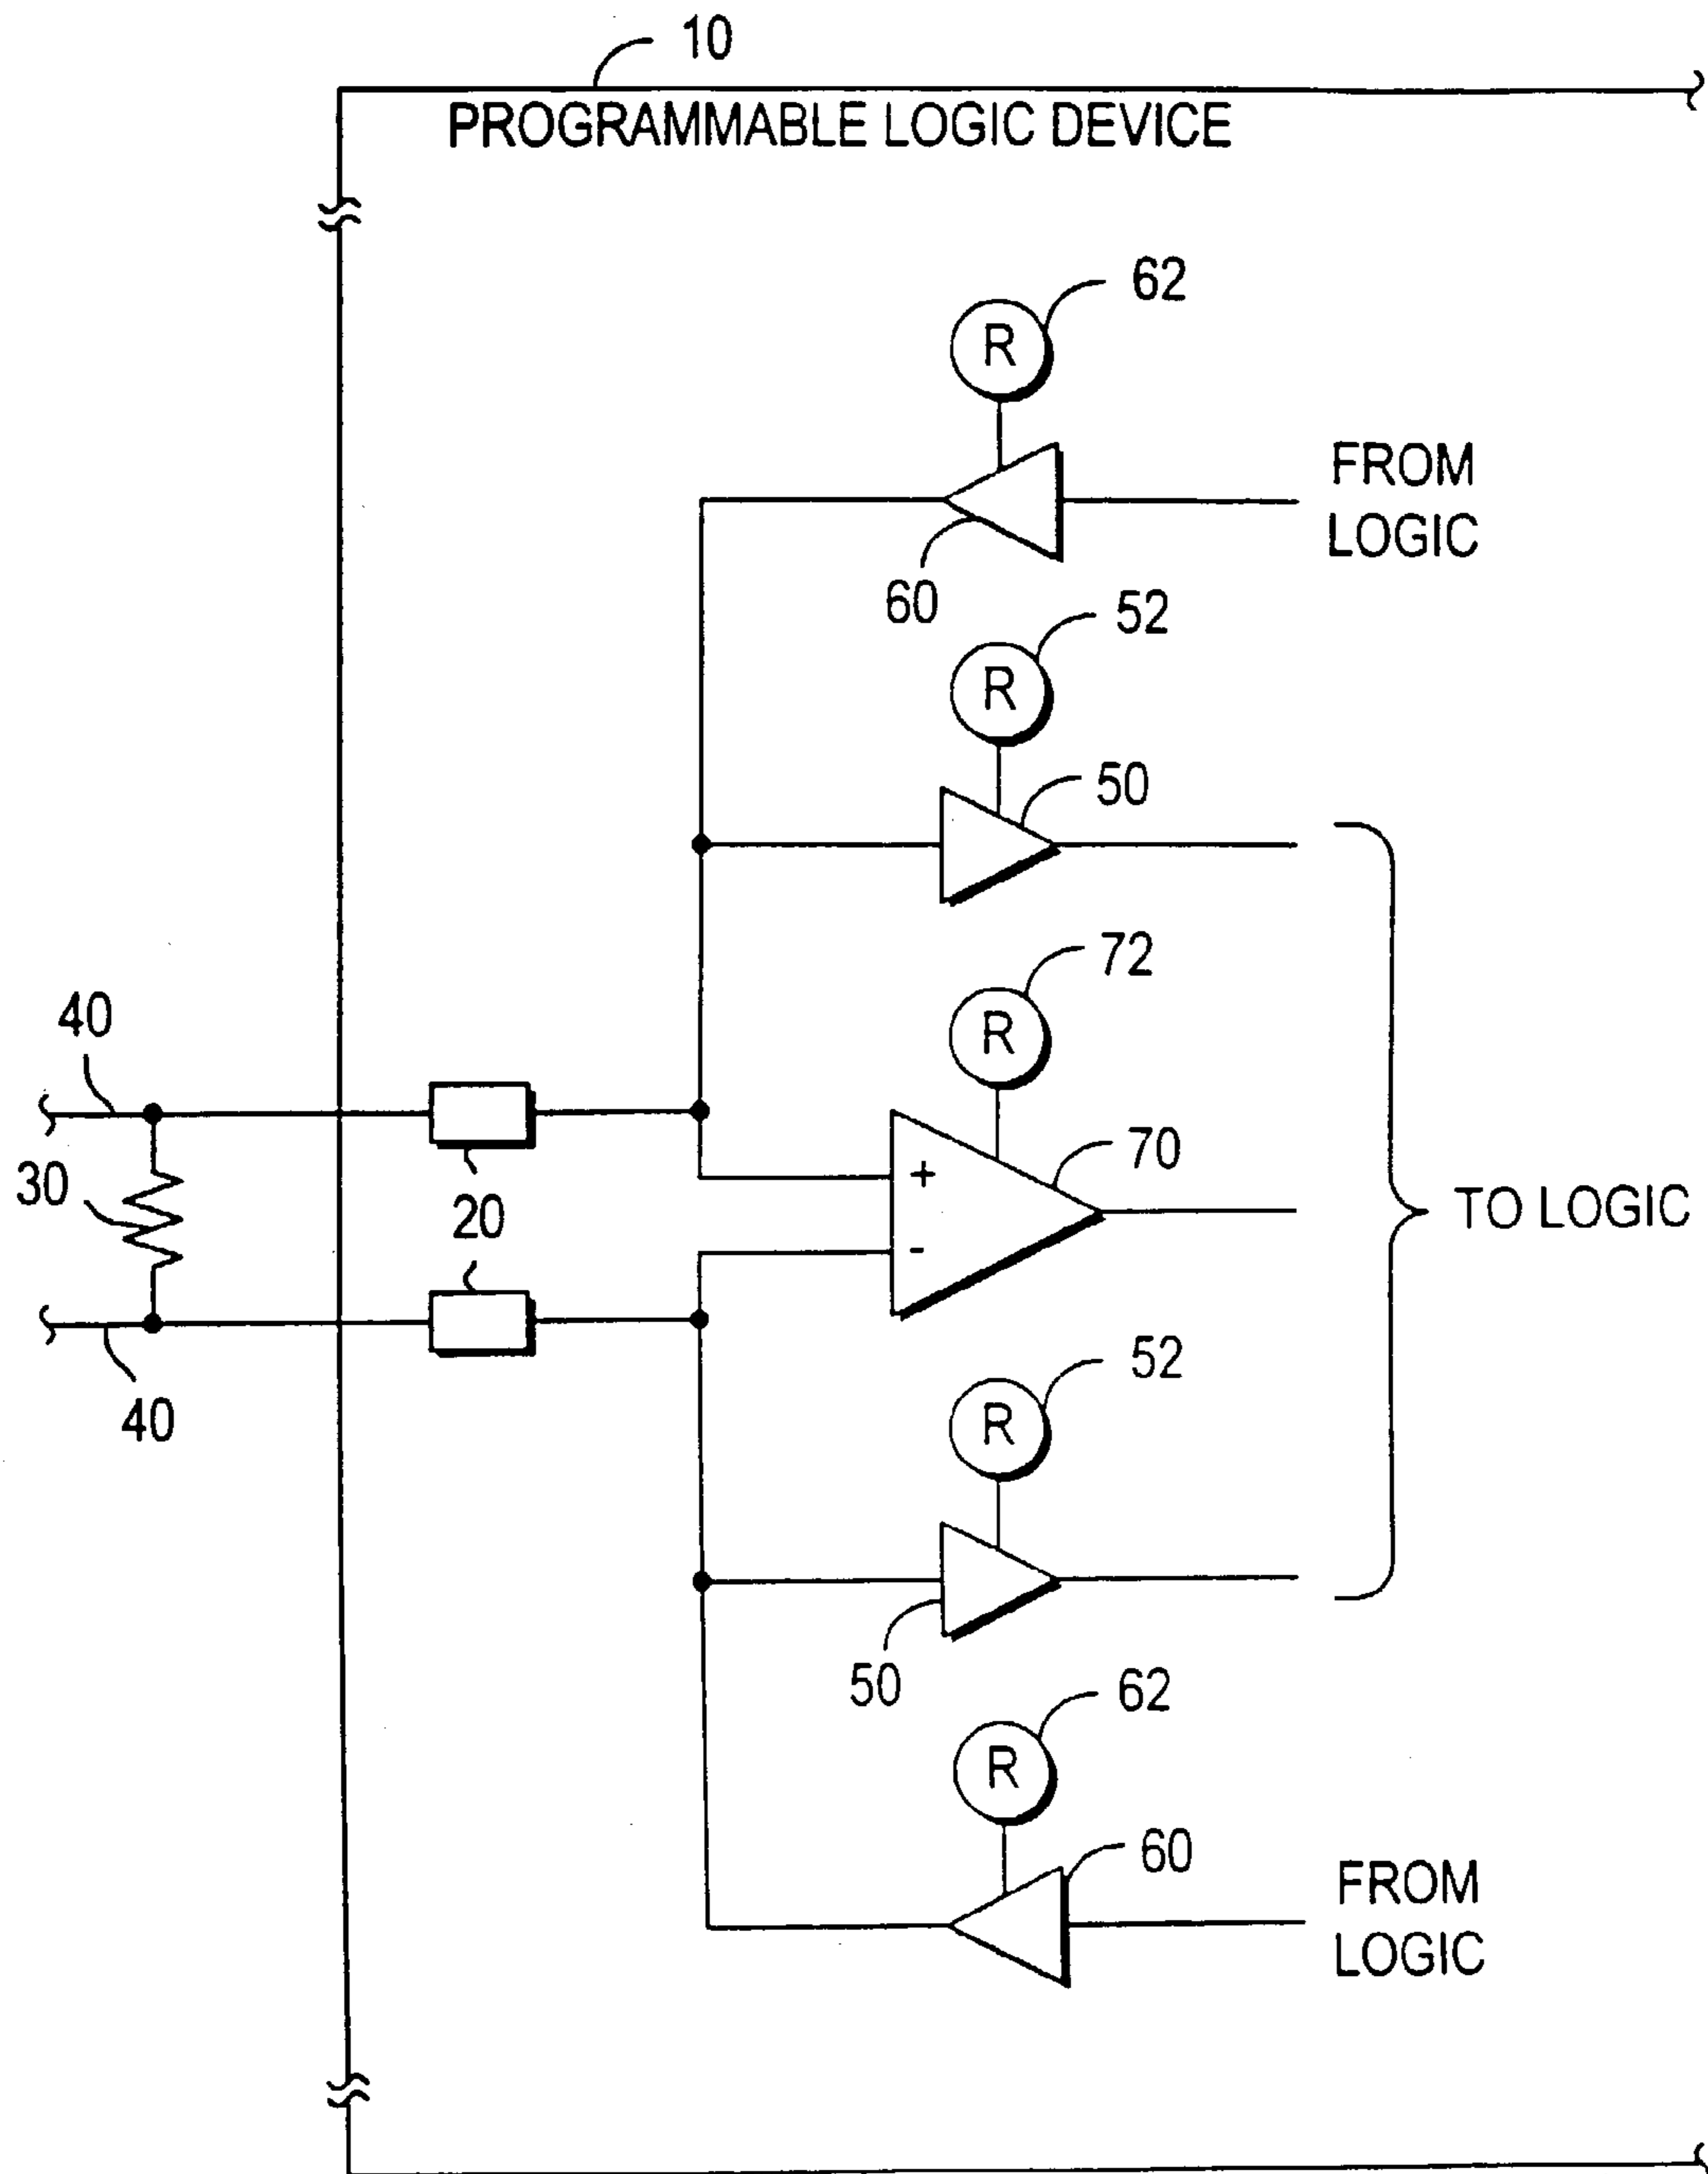 10
PROGRAMMABLE LOGIC DEVICE
62
R
FROM
LOGIC
60
52
R
50
72
R
40
+
70
30
20
TO LOGIC
-
40
52
R
50
62
R
60
FROM
LOGIC